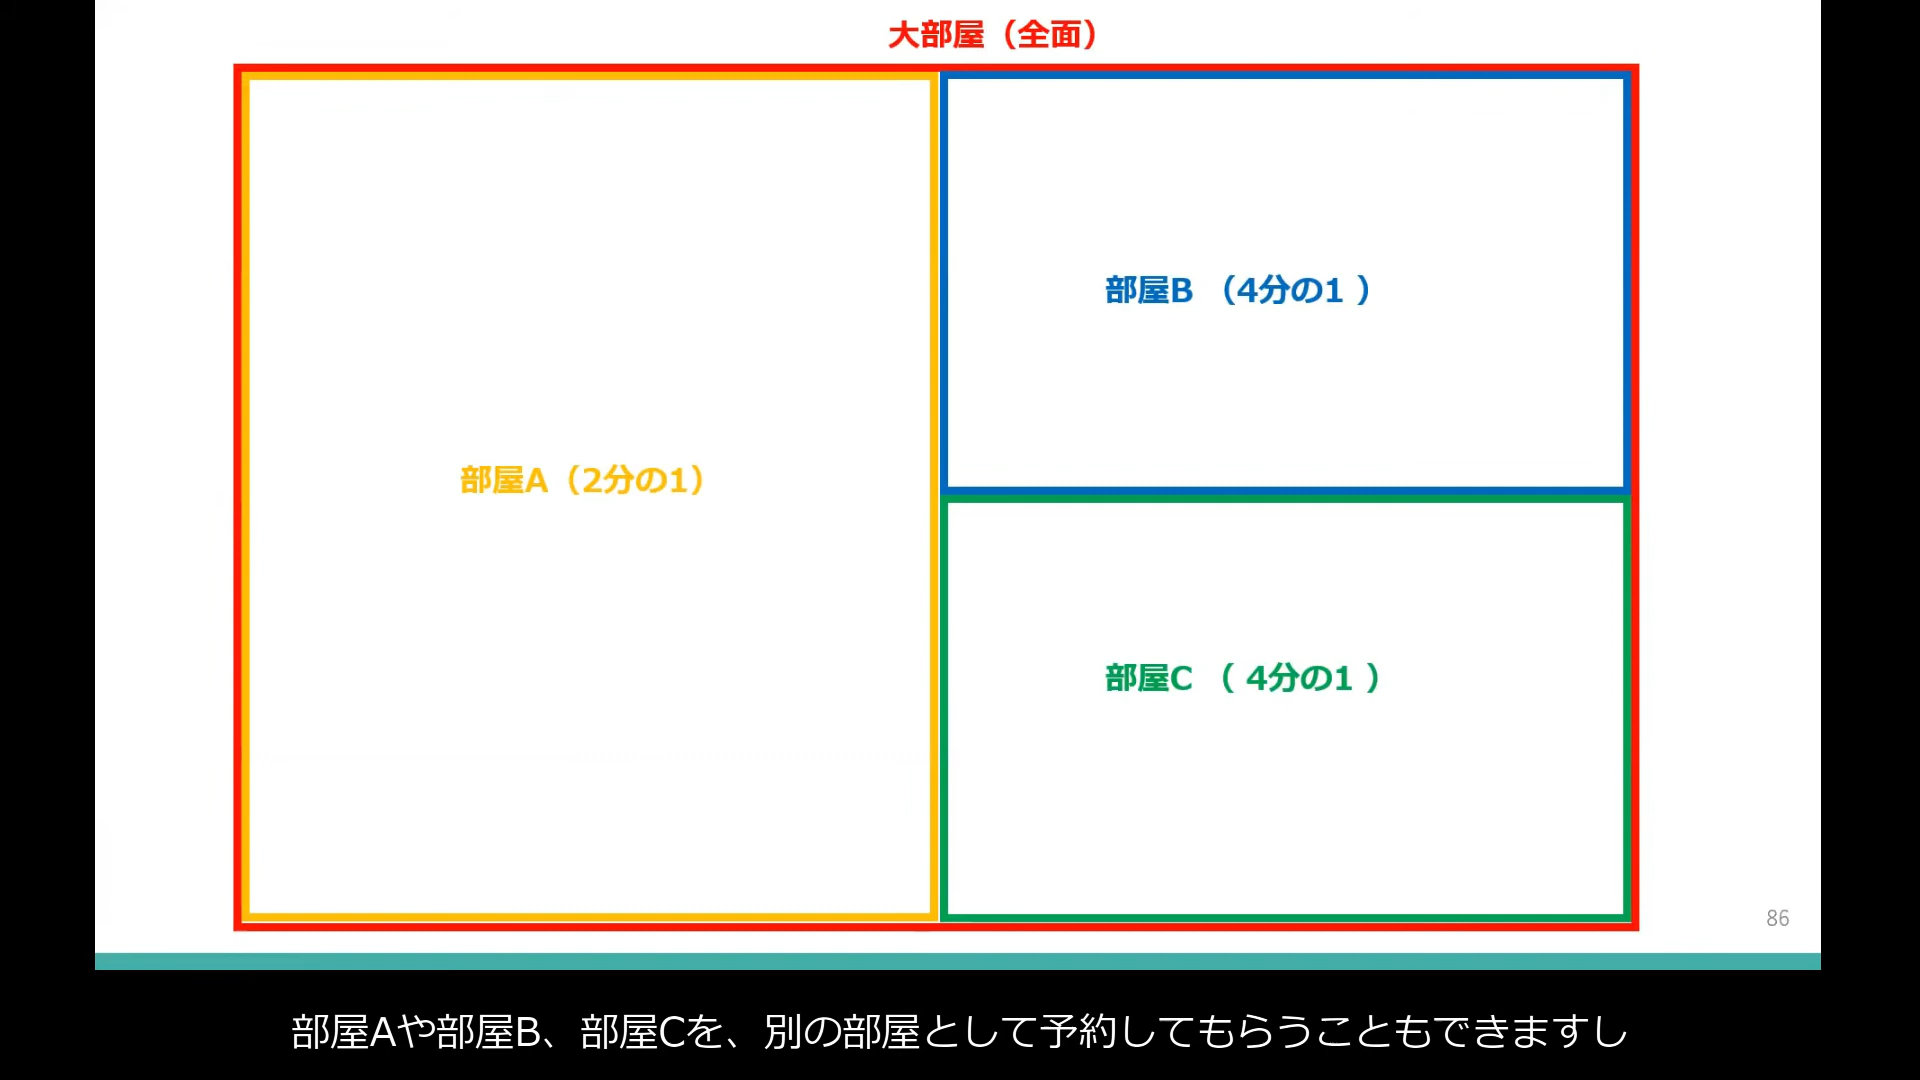 大部屋（全面）
部屋B （4分の1 ）
部屋A（2分の1）
部屋C （ 4分の1 ）
86
部屋Aや部屋B、部屋Cを、別の部屋として予約してもらうこともできますし